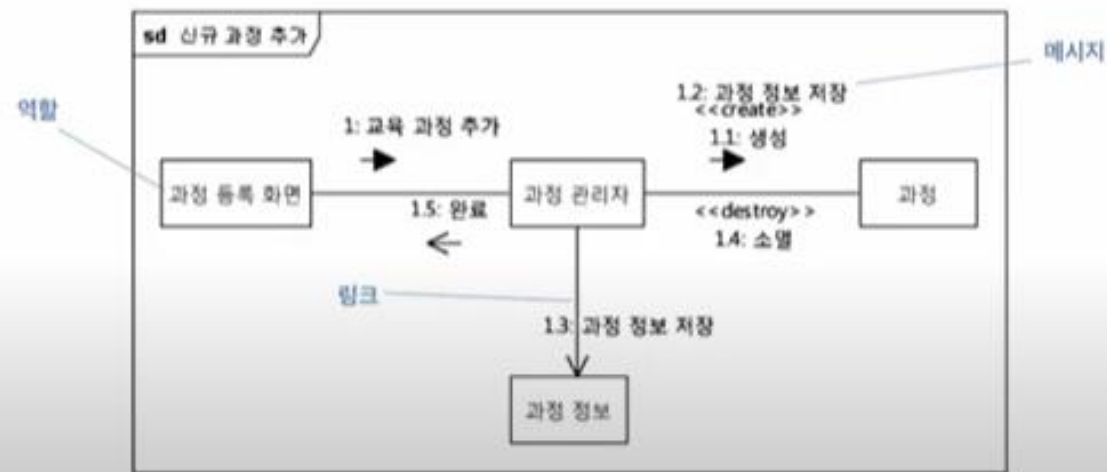 sd 신규 과정 추가
메시지
역할
1.2: 과정 정보 저장
<<create>>
1: 교육 과정 추가
1.1: 생성
과정 등록 화면
과정 관리자
과정
1.5: 완료
<<destroy>>
1.4: 소멸
링크
1.3: 과정 정보 저장
과정 정보